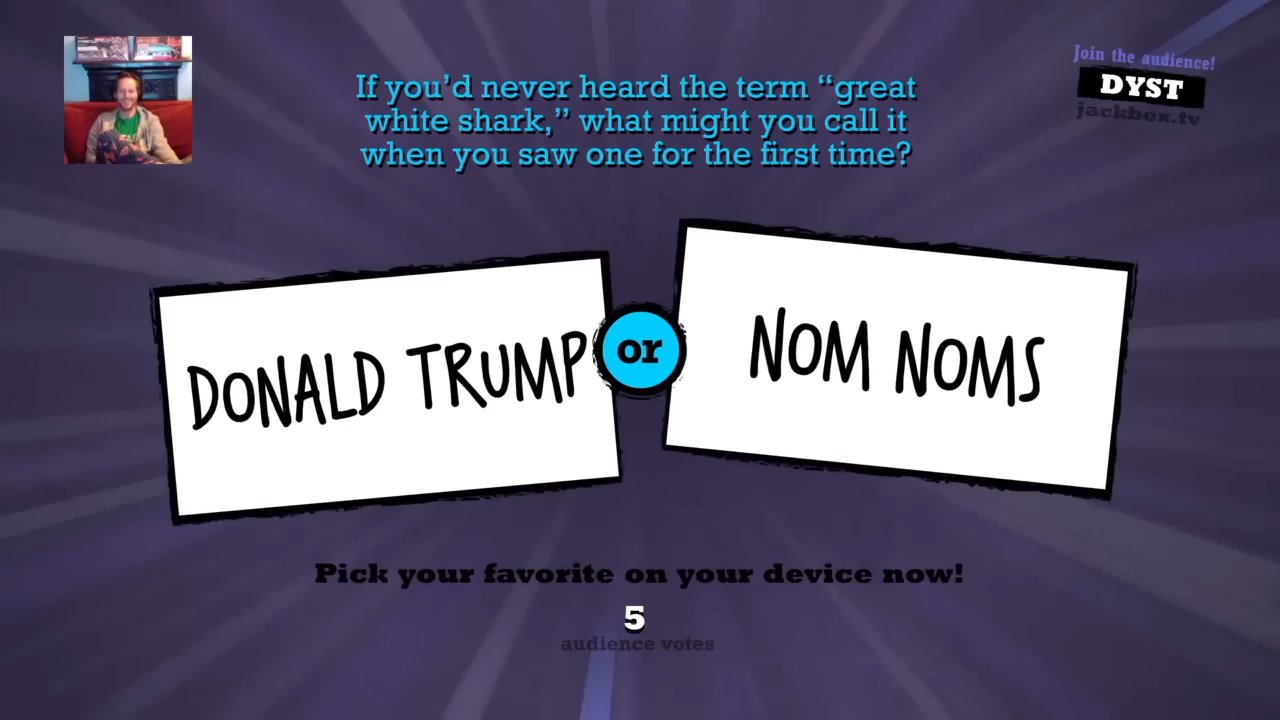 Join the audience!
DYST
jackbox.tv
If you’d never heard the term “great
white shark,” what might you call it
when you saw one for the first time?
DONALD TRUMP
or
NOM NOMS
Pick your favorite on your device now!
5
audience votes